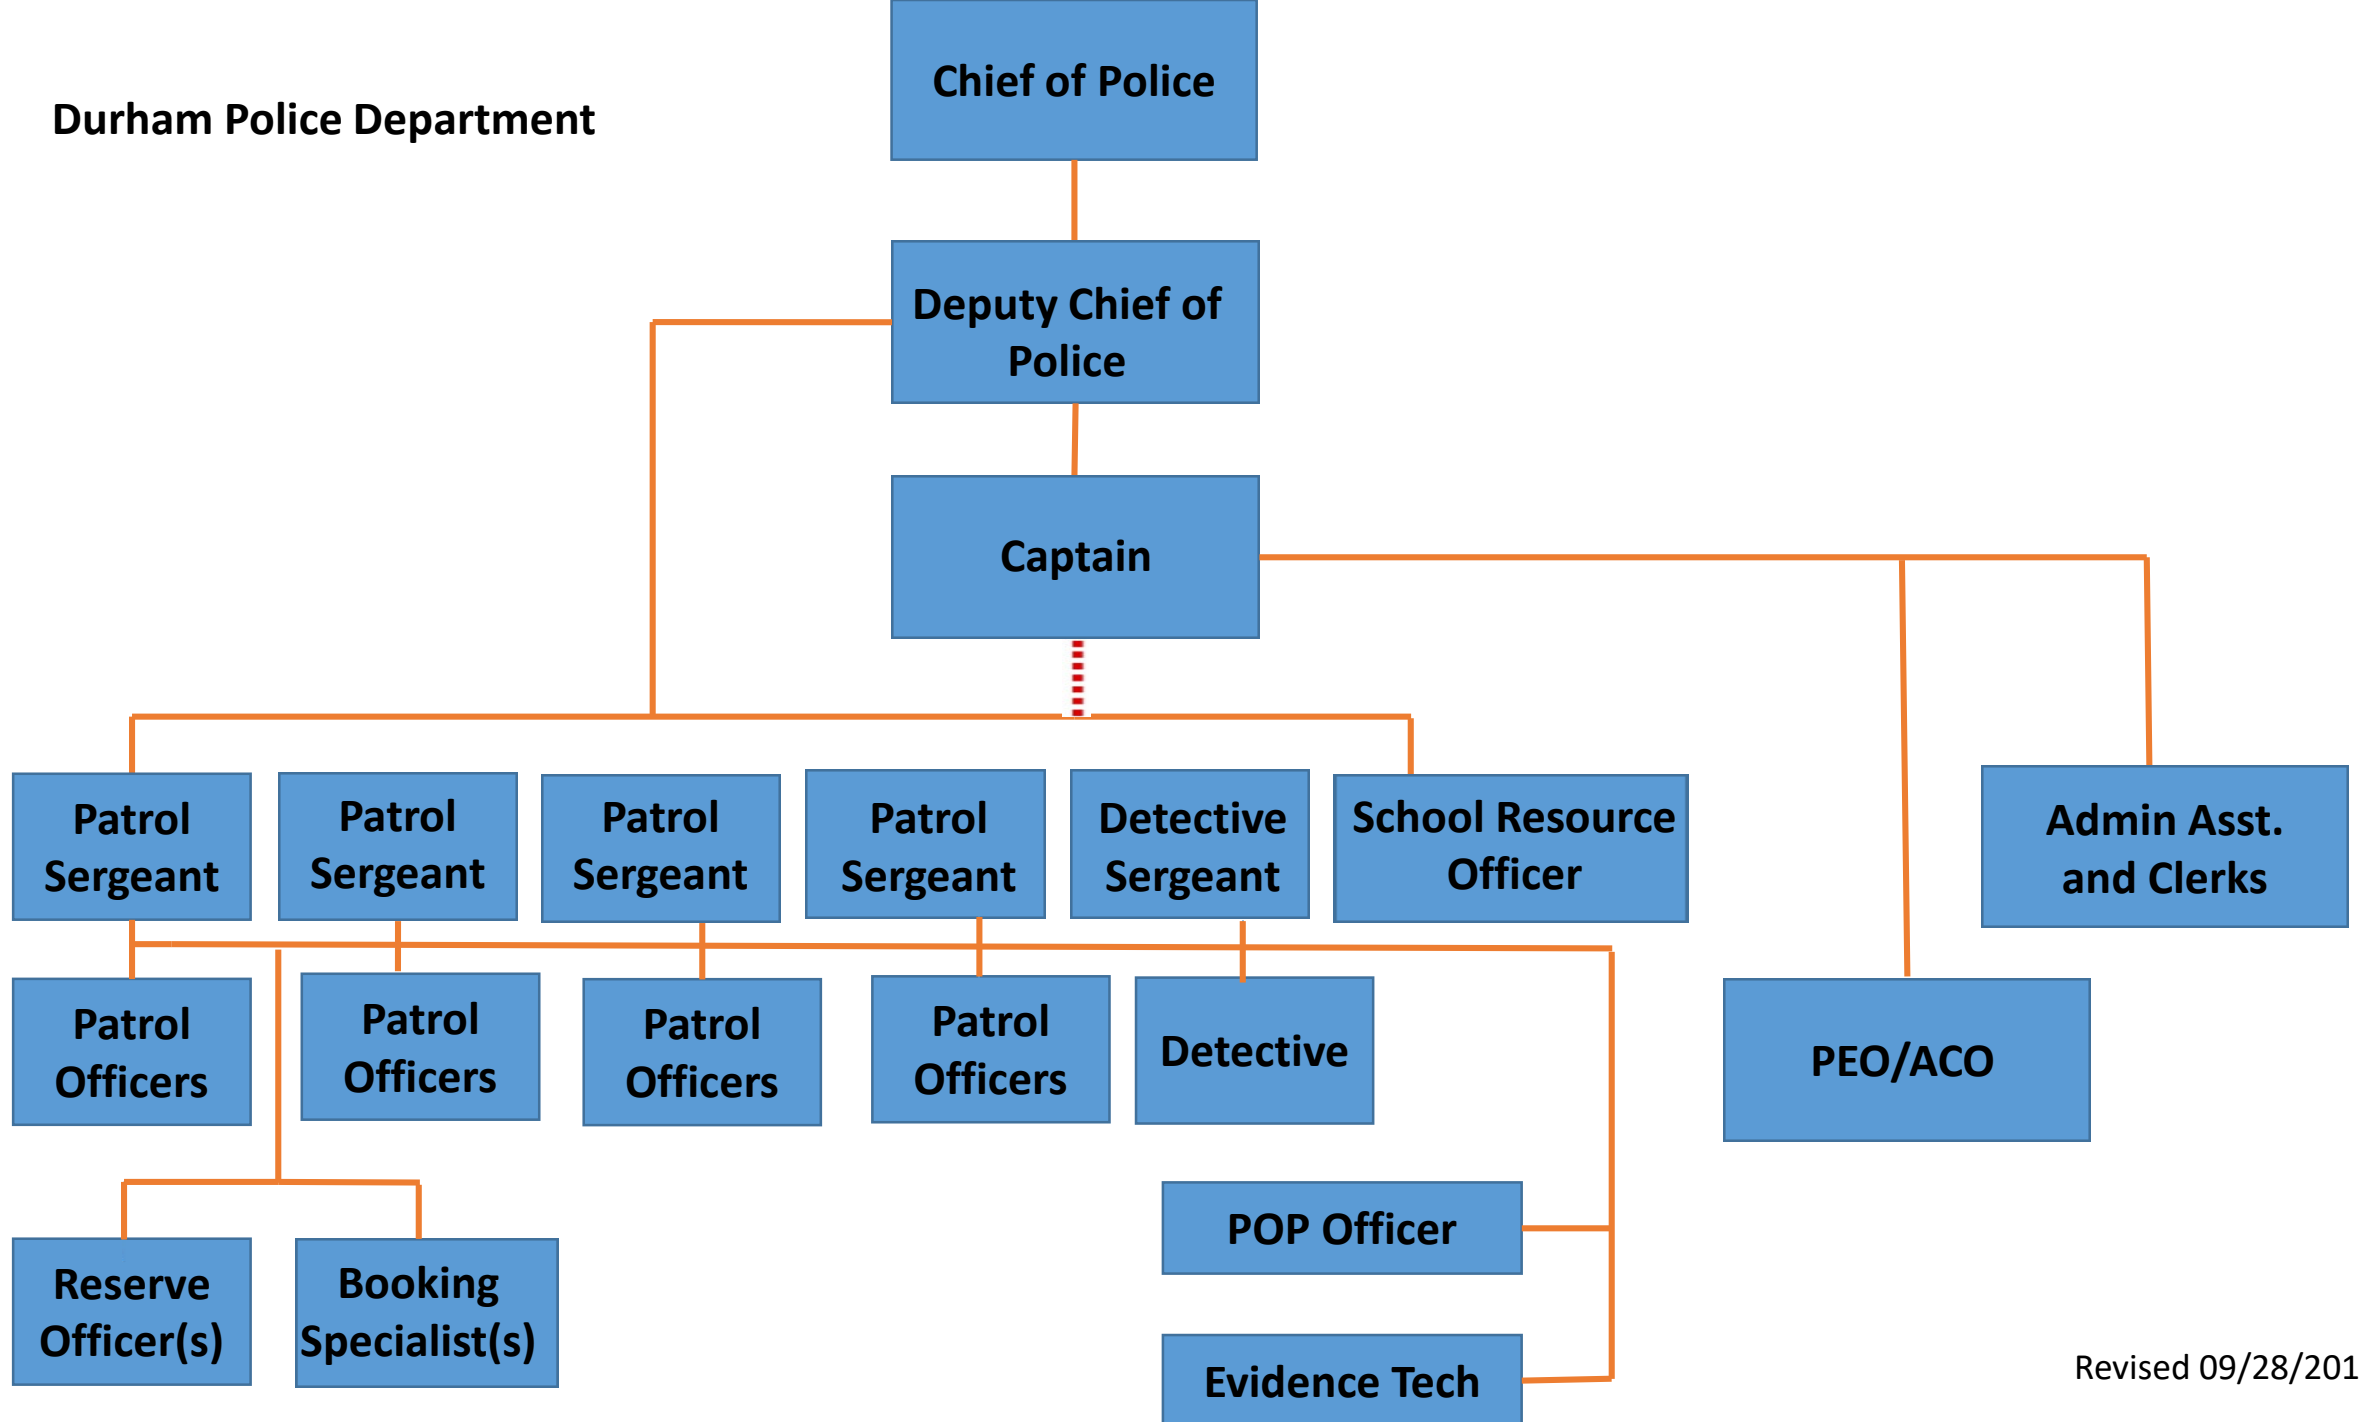 Chief of Police
Durham Police Department
Deputy Chief of
Police
Captain
Patrol
Sergeant
Patrol
Sergeant
Patrol
Sergeant
Patrol
Sergeant
Detective
Sergeant
School Resource
Officer
Admin Asst.
and Clerks
Patrol
Officers
Patrol
Officers
Patrol
Officers
Patrol
Officers
Detective
PEO/ACO
POP Officer
Reserve
Officer(s)
Booking
Specialist(s)
Evidence Tech
Revised 09/28/201